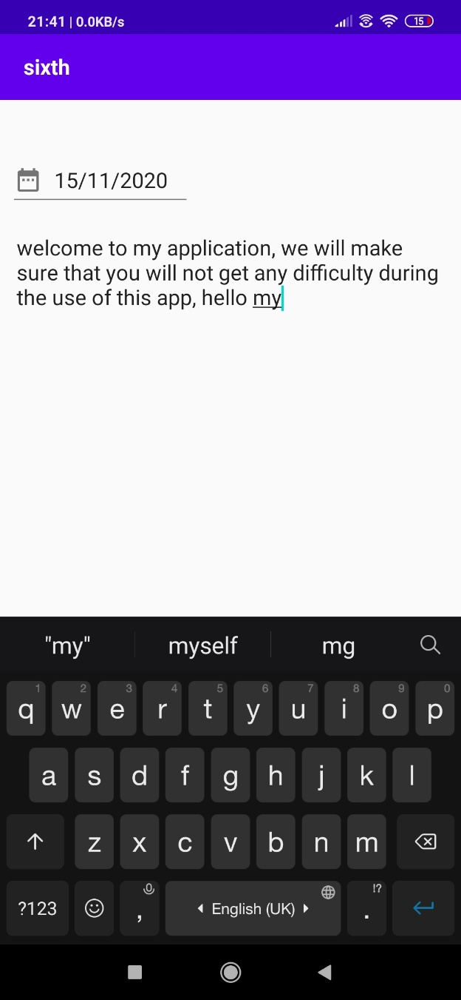 21:41 | 0.0KB/s 15
sixth
15/11/2020
welcome to my application, we will make
sure that you will not get any difficulty during
the use of this app, hello my
"my" myself mg
1 2 3 4 5 6 7 8 9 0
q w e r t y u i o p
a s d f g h j k l
z x c v b n m
?123 , English (UK) !? .